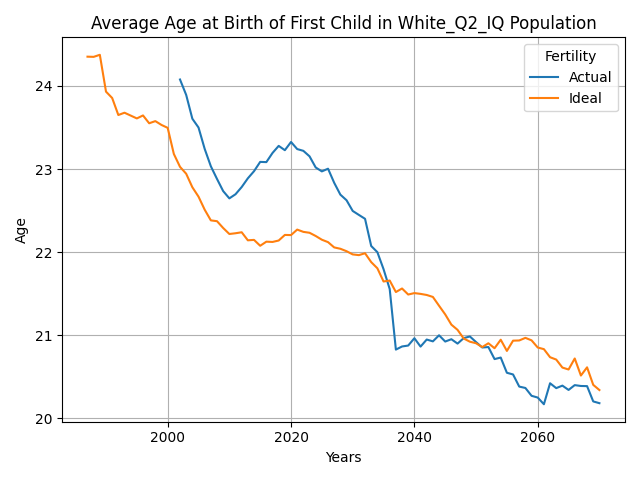 Average Age at Birth of First Child in White_Q2_IQ Population
Fertility
Actual
Ideal
Age
24
23
22
21
20
2000
2020
2040
2060
Years